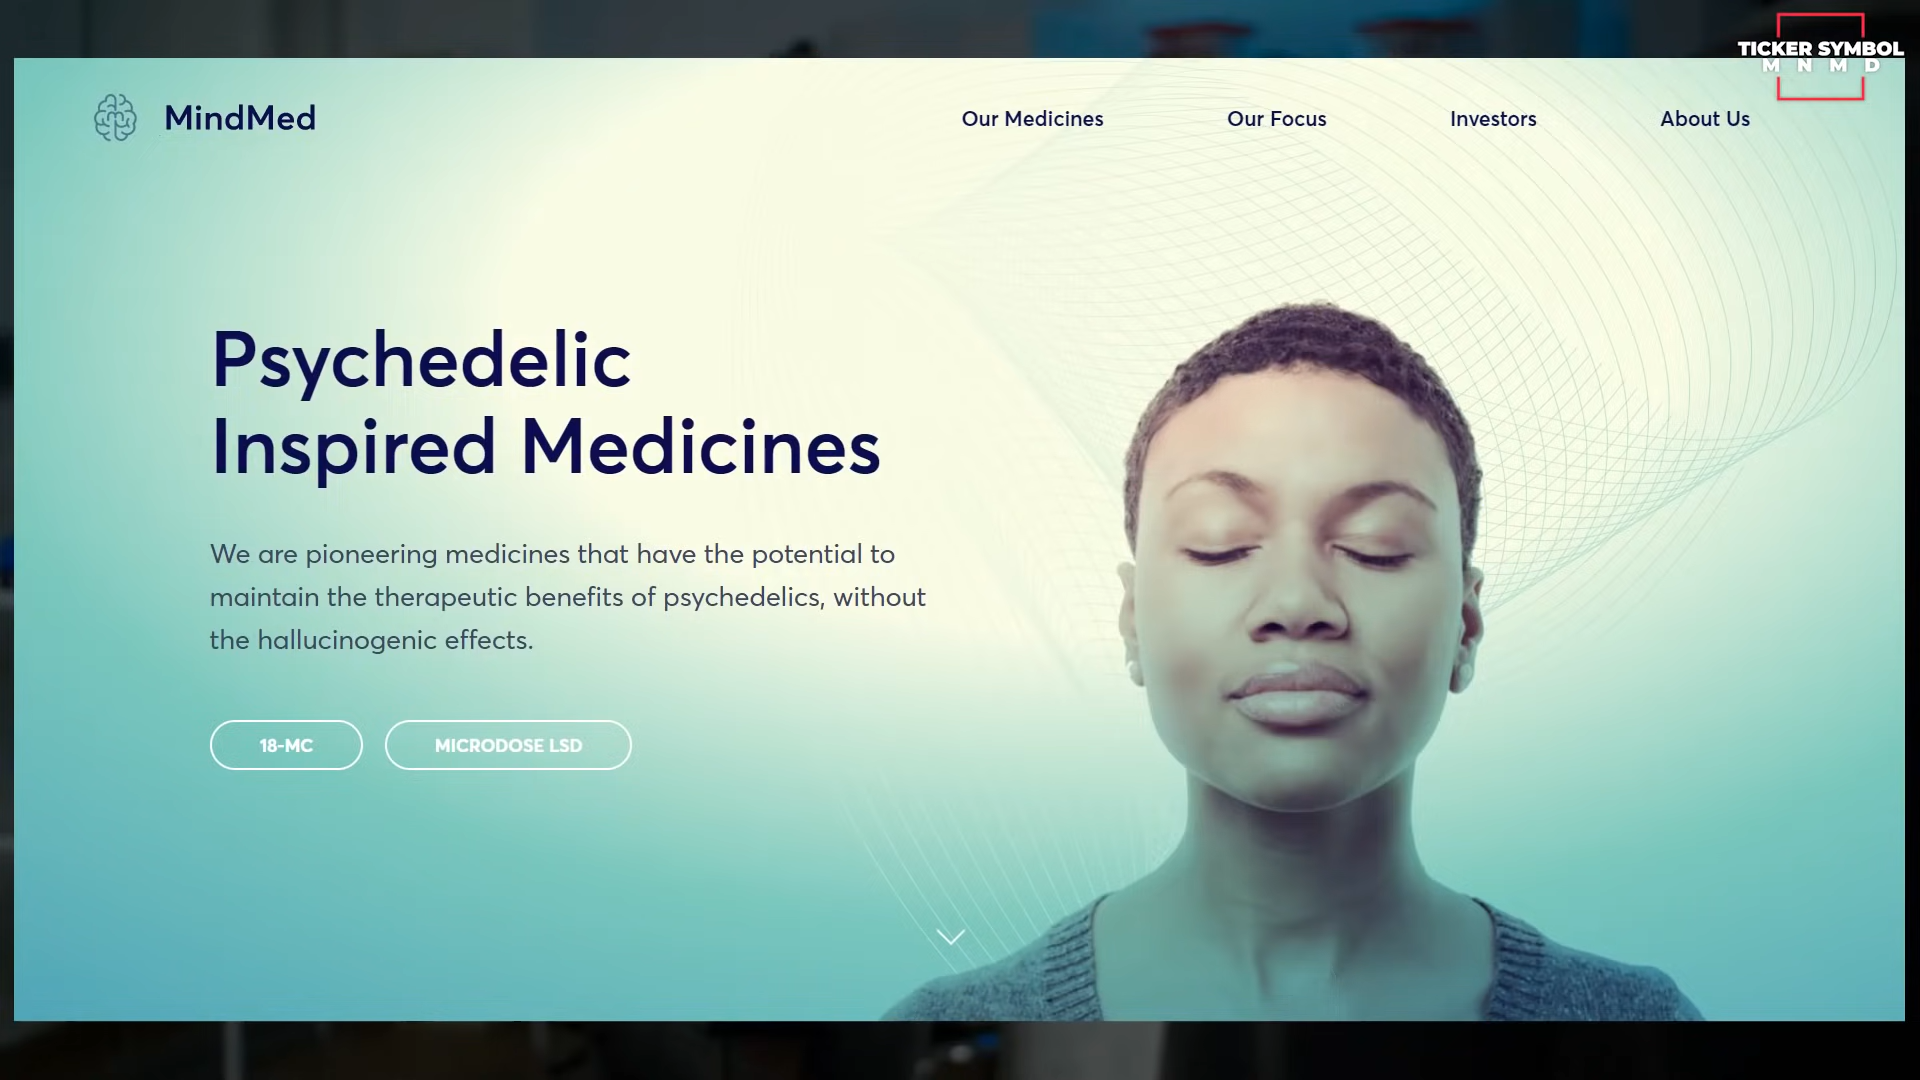 TICKER SYMBOL
MNMD
MindMed
Our Medicines
Our Focus
Investors
About Us
Psychedelic
Inspired Medicines
We are pioneering medicines that have the potential to
maintain the therapeutic benefits of psychedelics, without
the hallucinogenic effects.
18-MC
MICRODOSE LSD